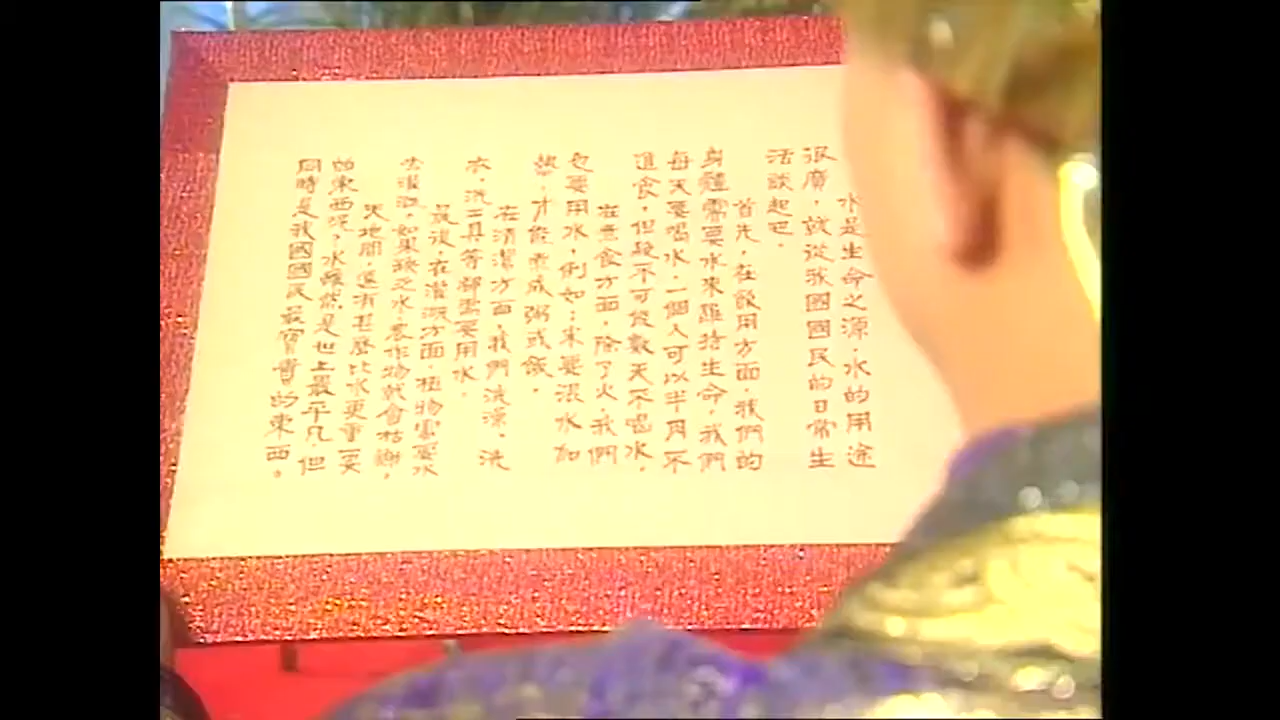 水是生命之源，水的用途
很廣，就從我國國民的日常生
活談起吧。
首先，在飲用方面，我們的
身體需要水來維持生命，我們
每天要喝水，一個人可以半月不
進食，但絕不可能數天不喝水。
在煮食方面，除了火，我們
也要用水，例如：米要混水加
熱，才能煮成粥或飯。
在清潔方面，我們洗澡、洗
衣、洗工具等都需要用水。
最後，在灌溉方面，植物需要水
去灌溉，如果缺乏水農作物就會枯謝，
天地間，還有甚麼比水更重要
的東西呢，水雖然是世上最平凡，但
同時是我國國民最寶貴的東西。